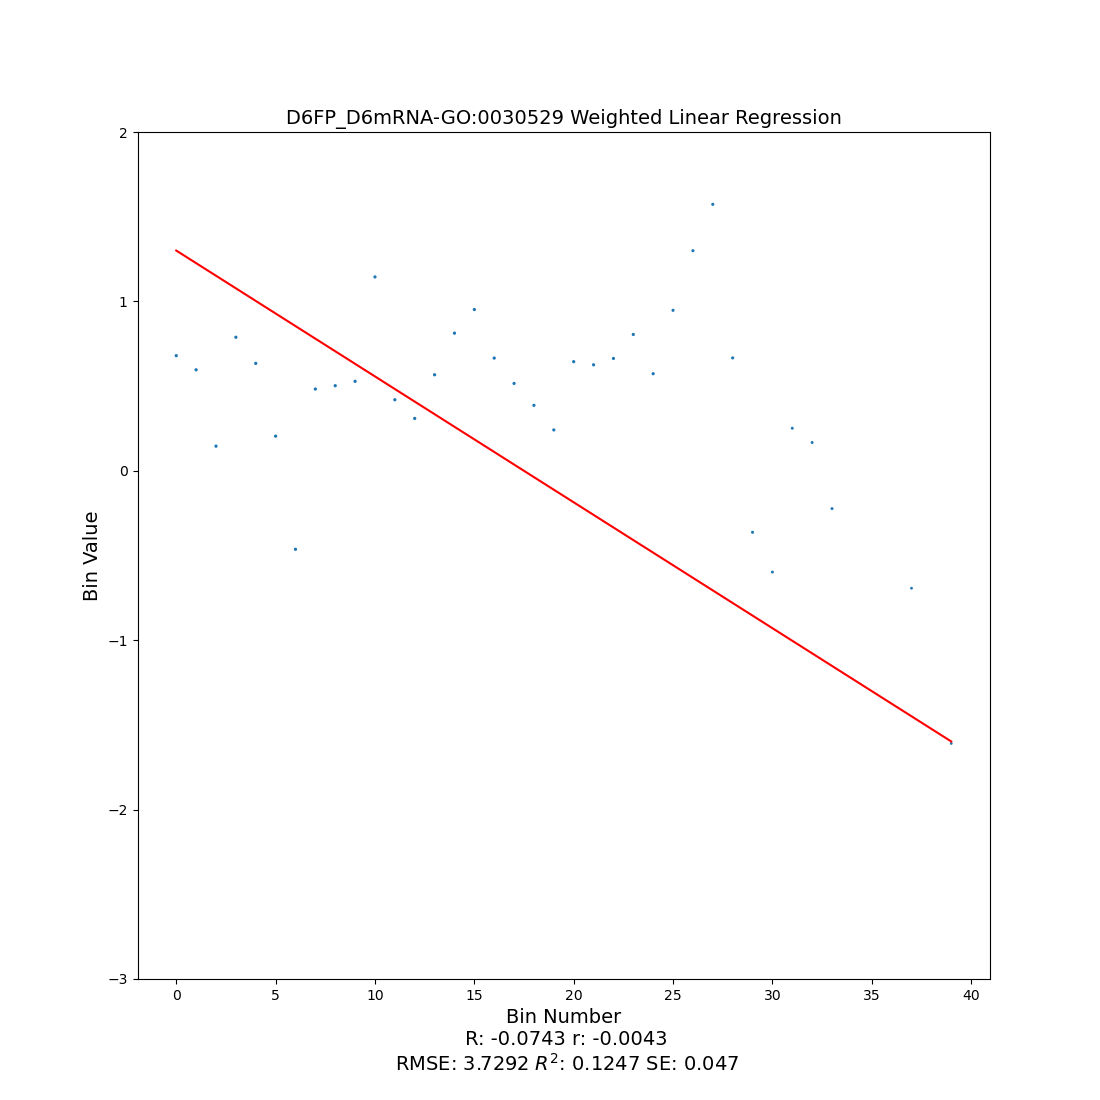 D6FP_D6mRNA-GO:0030529 Weighted Linear Regression
2
1
0
−1
−2
−3
Bin Value
0 5 10 15 20 25 30 35 40
Bin Number
R: -0.0743 r: -0.0043
RMSE: 3.7292 R²: 0.1247 SE: 0.047